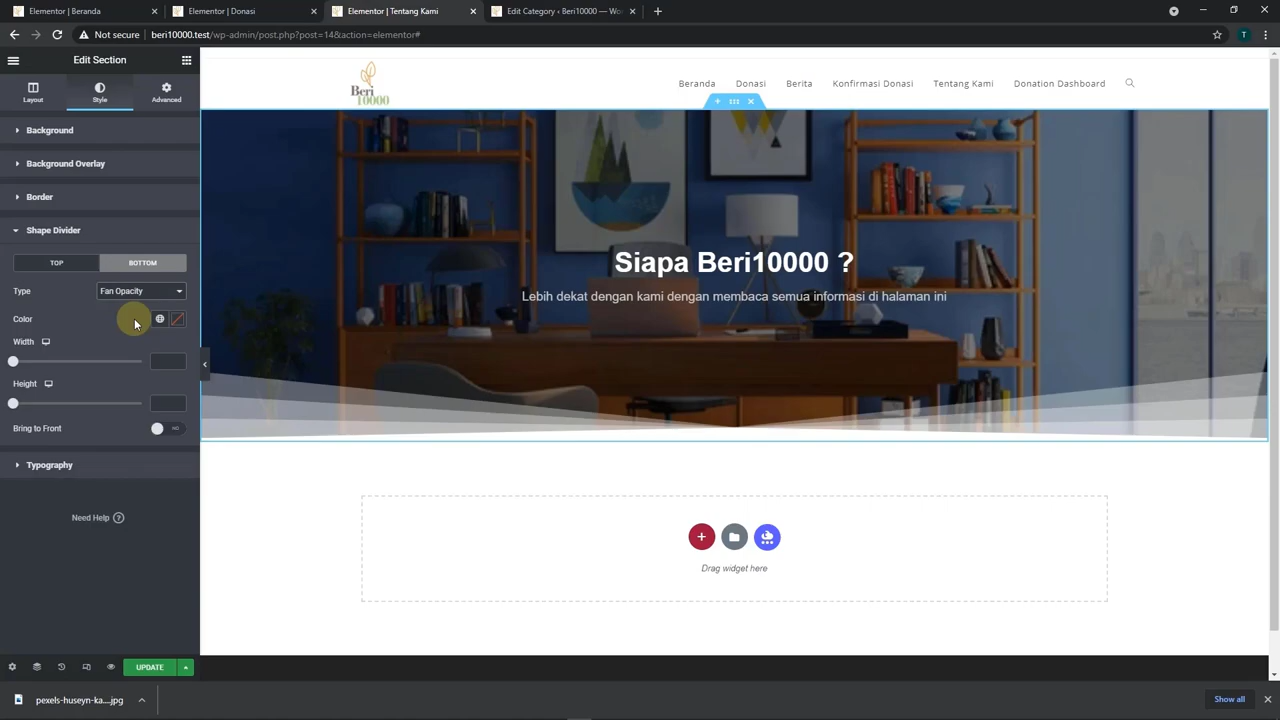 Elementor | Beranda
Elementor | Donasi
Elementor | Tentang Kami
Edit Category ‹ Beri10000 — Wo
Not secure
beri10000.test/wp-admin/post.php?post=14&action=elementor#
T
Edit Section
Layout
Style
Advanced
Background
Background Overlay
Border
Shape Divider
TOP
BOTTOM
Type
Fan Opacity
Color
Width
Height
Bring to Front
NO
Typography
Need Help
UPDATE
Beri
10000
Beranda
Donasi
Berita
Konfirmasi Donasi
Tentang Kami
Donation Dashboard
Siapa Beri10000 ?
Lebih dekat dengan kami dengan membaca semua informasi di halaman ini
Drag widget here
pexels-huseyn-ka....jpg
Show all